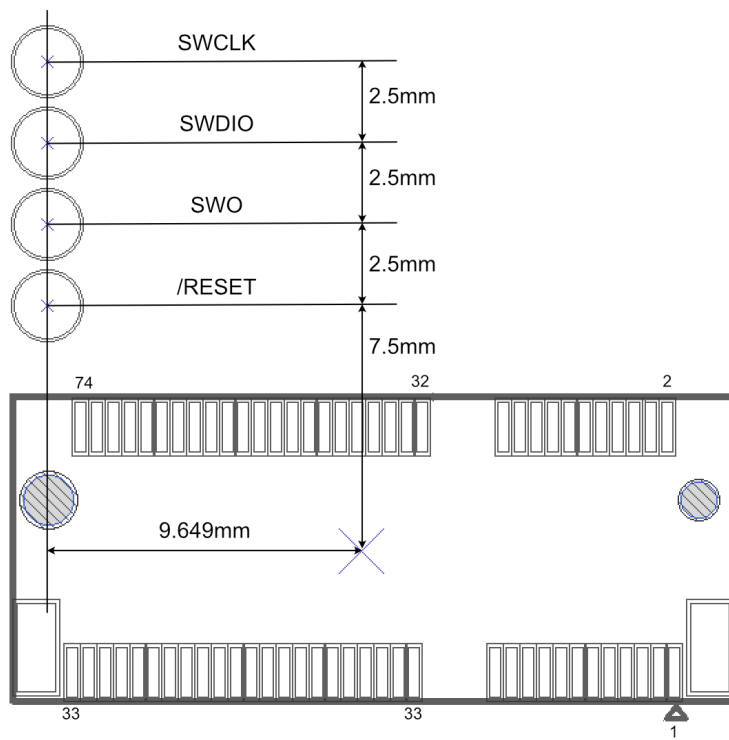 SWCLK
2.5mm
SWDIO
2.5mm
SWO
2.5mm
/RESET
7.5mm
74
32
2
9.649mm
33
33
1